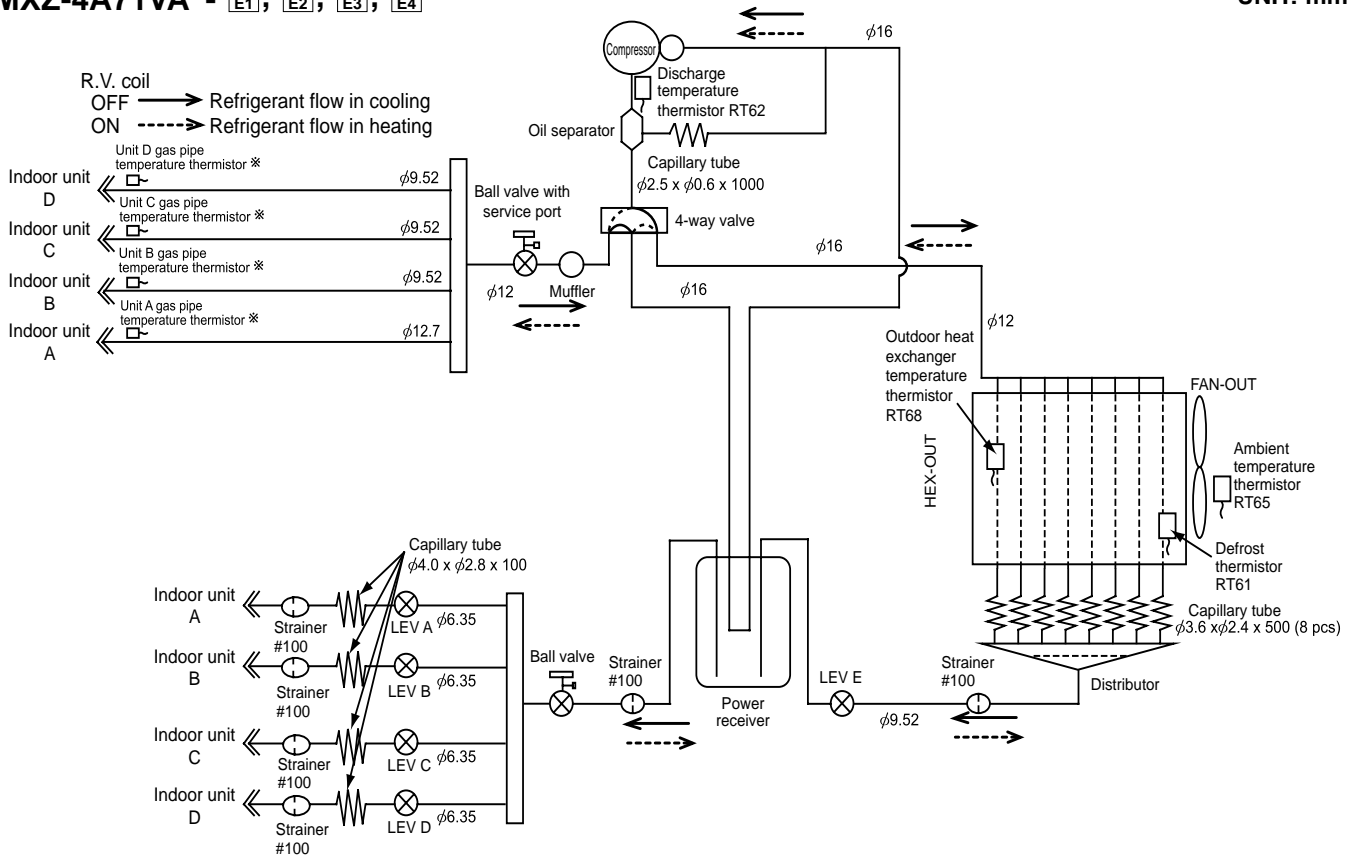 MXZ-4A71VA - E1, E2, E3, E4
UNIT: mm
R.V. coil
OFF Refrigerant flow in cooling
ON Refrigerant flow in heating
Compressor
φ16
Discharge
temperature
thermistor RT62
Oil separator
Capillary tube
φ2.5 x φ0.6 x 1000
4-way valve
Unit D gas pipe
temperature thermistor ※
Indoor unit
D
φ9.52
Unit C gas pipe
temperature thermistor ※
Indoor unit
C
φ9.52
Unit B gas pipe
temperature thermistor ※
Indoor unit
B
φ9.52
Unit A gas pipe
temperature thermistor ※
Indoor unit
A
φ12.7
Ball valve with
service port
φ12
Muffler
φ16
φ16
φ12
Outdoor heat
exchanger
temperature
thermistor
RT68
HEX-OUT
FAN-OUT
Ambient
temperature
thermistor
RT65
Defrost
thermistor
RT61
Capillary tube
φ3.6 xφ2.4 x 500 (8 pcs)
Distributor
Strainer
#100
φ9.52
LEV E
Power
receiver
Strainer
#100
Ball valve
Capillary tube
φ4.0 x φ2.8 x 100
Indoor unit
A
Strainer
#100
LEV A
φ6.35
Indoor unit
B
Strainer
#100
LEV B
φ6.35
Indoor unit
C
Strainer
#100
LEV C
φ6.35
Indoor unit
D
Strainer
#100
LEV D
φ6.35